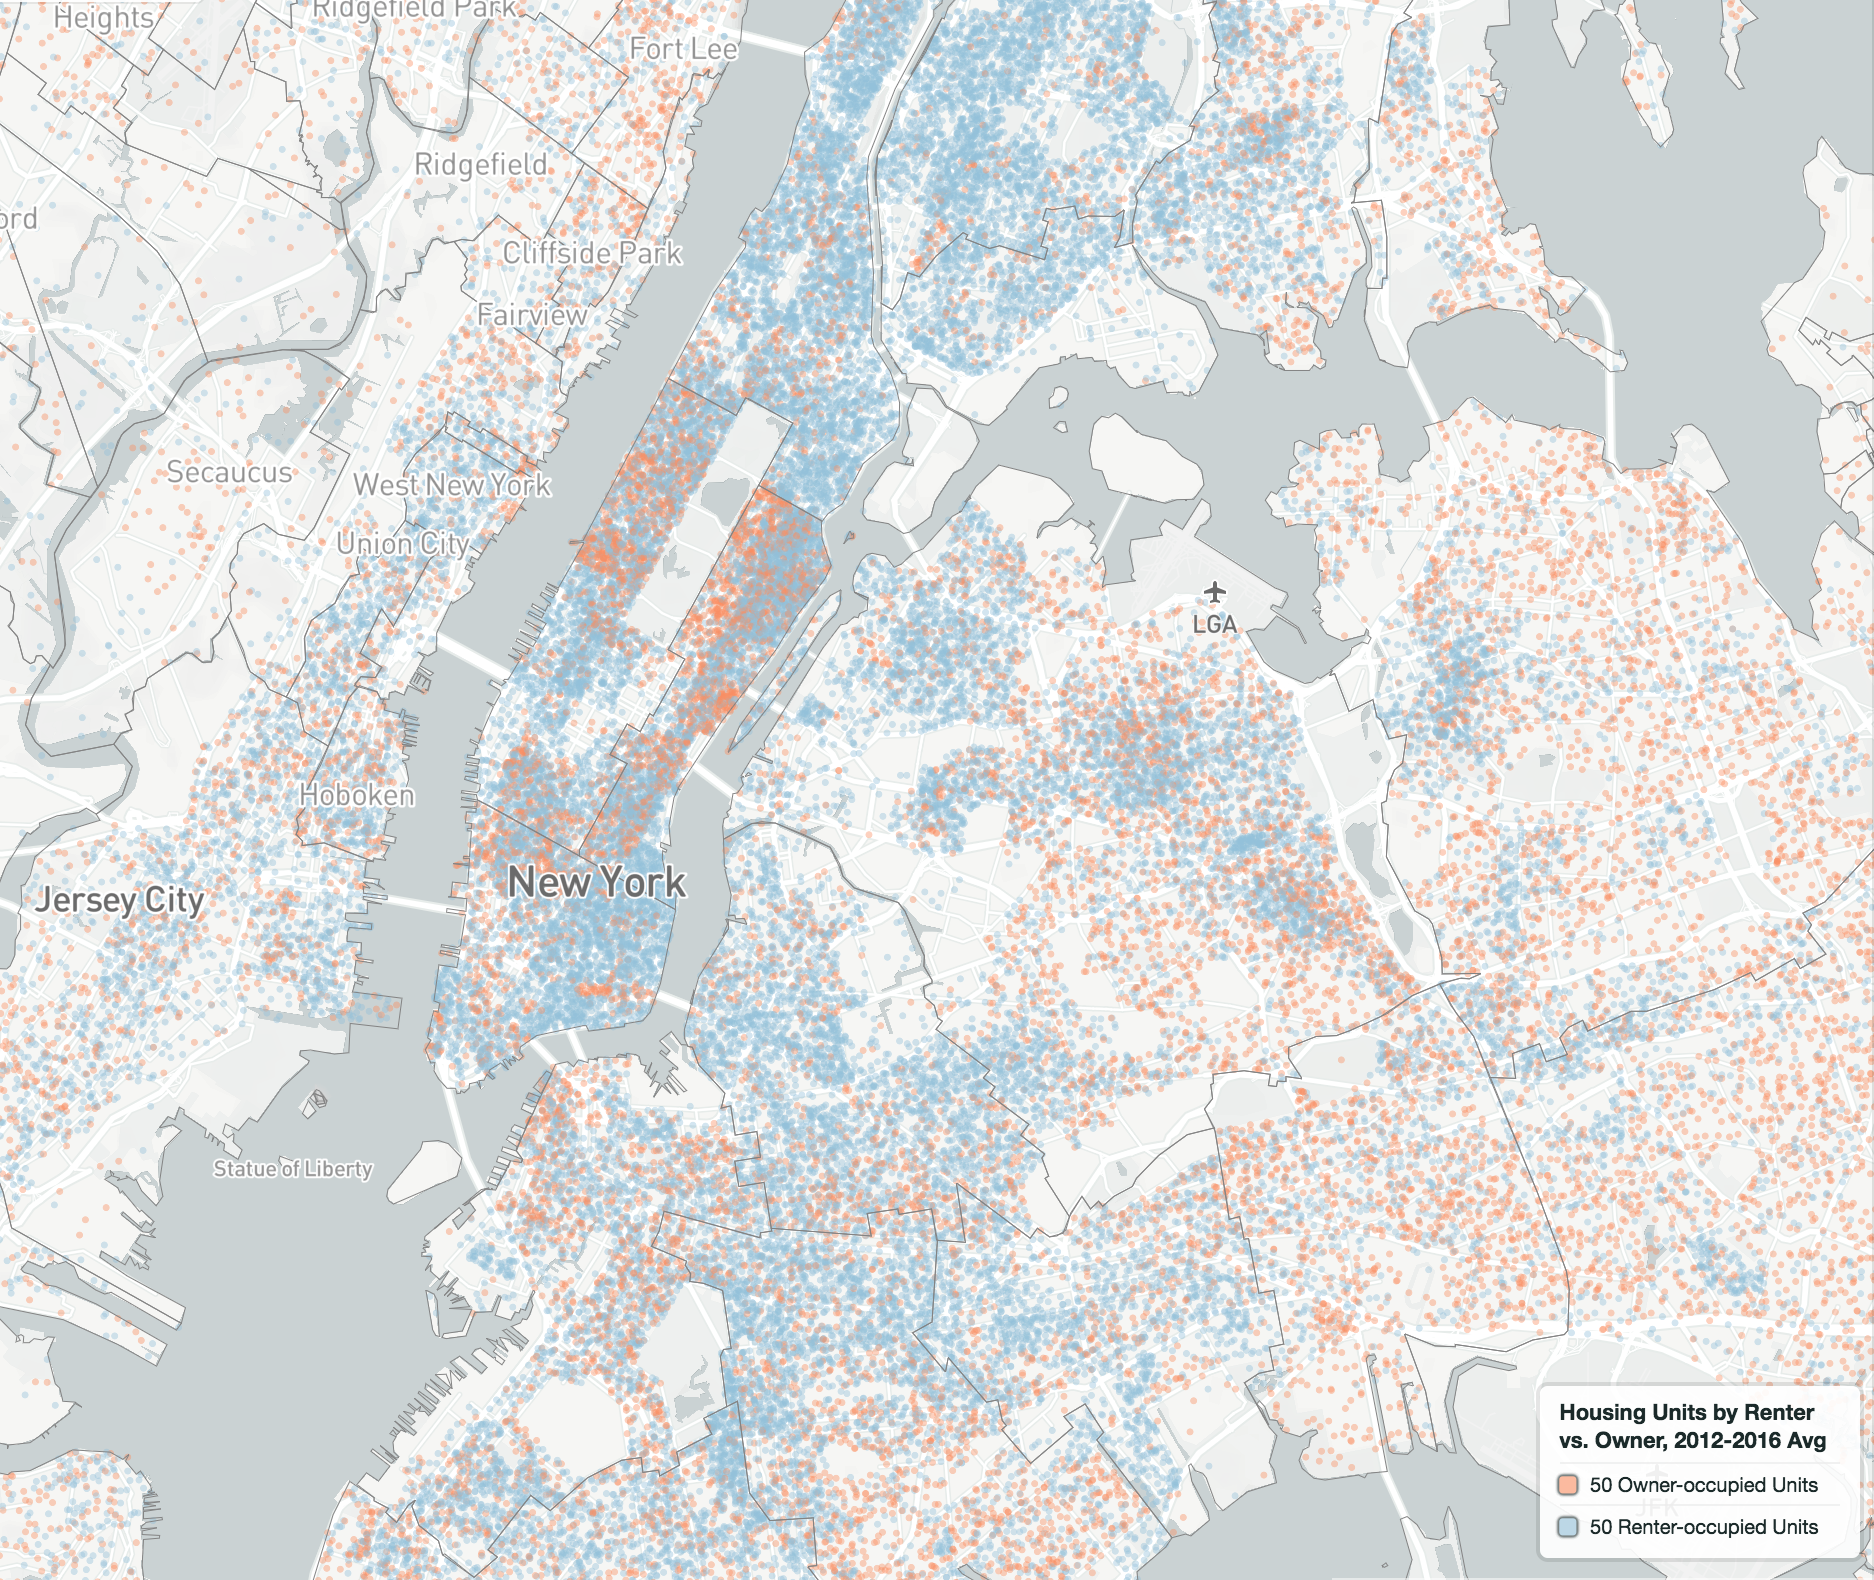 Heights
Ridgefield Park
Fort Lee
Ridgefield
ord
Cliffside Park
Fairview
Secaucus
West New York
Union City
LGA
Hoboken
New York
Jersey City
Statue of Liberty
Housing Units by Renter
vs. Owner, 2012-2016 Avg
50 Owner-occupied Units
JFK
50 Renter-occupied Units